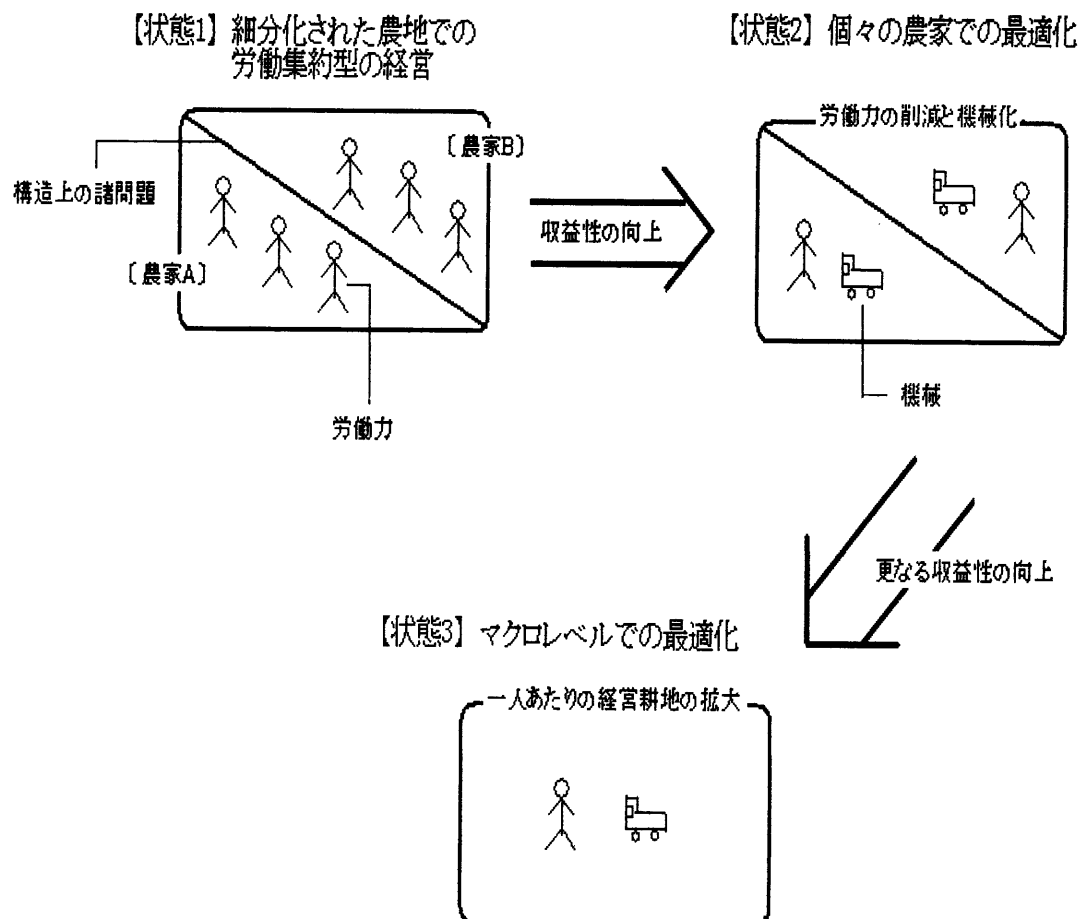 【状態1】細分化された農地での
労働集約型の経営
【状態2】個々の農家での最適化
構造上の諸問題
〔農家B〕
〔農家A〕
労働力
収益性の向上
労働力の削減と機械化
機械
更なる収益性の向上
【状態3】マクロレベルでの最適化
一人あたりの経営耕地の拡大